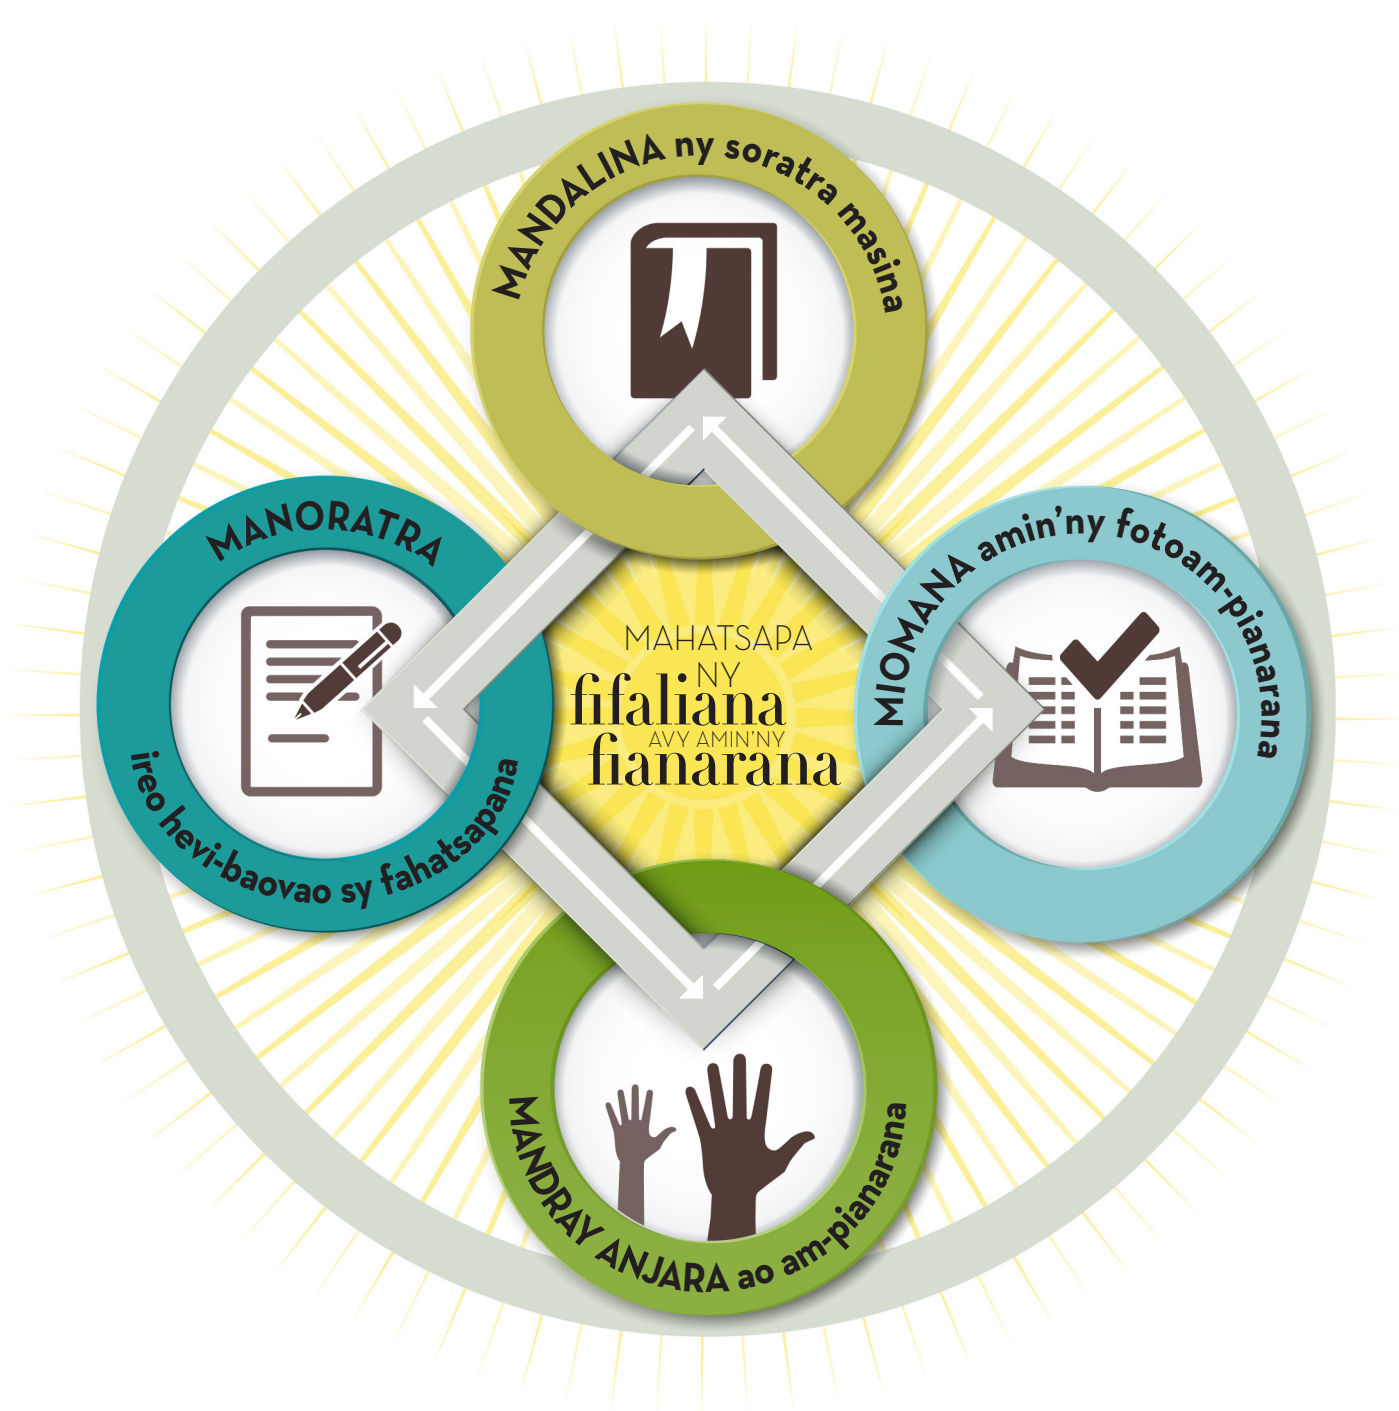 MANDALINA ny soratra masina
MANORATRA
ireo hevi-baovao sy fahatsapana
MAHATSAPA
NY
fifaliana
AVY AMIN'NY
fianarana
MIOMANA amin'ny fotoam-pianarana
MANDRAY ANJARA ao am-pianarana